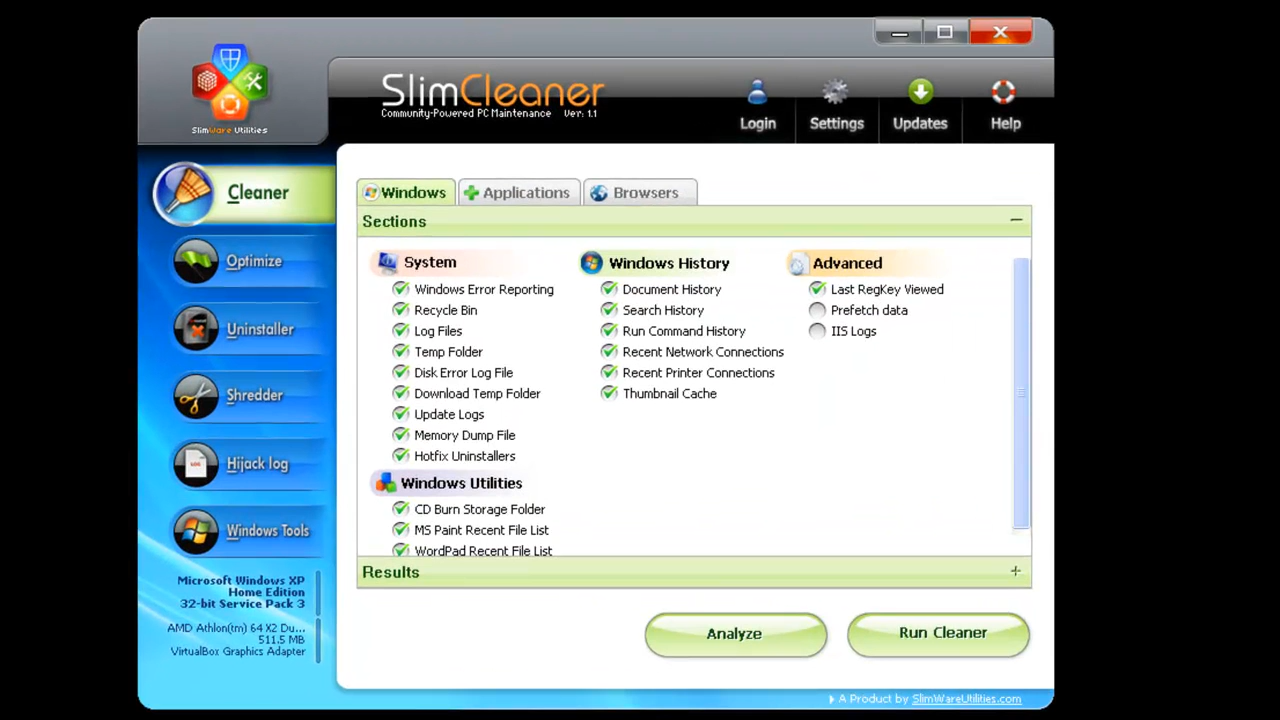 SlimWare Utilities
SlimCleaner
Community-Powered PC Maintenance Ver: 1.1
Login
Settings
Updates
Help
Cleaner
Optimize
Uninstaller
Shredder
LOG
Hijack log
Windows Tools
Microsoft Windows XP
Home Edition
32-bit Service Pack 3
AMD Athlon(tm) 64 X2 Du...
511.5 MB
VirtualBox Graphics Adapter
Windows
Applications
Browsers
Sections
System
Windows Error Reporting
Recycle Bin
Log Files
Temp Folder
Disk Error Log File
Download Temp Folder
Update Logs
Memory Dump File
Hotfix Uninstallers
Windows Utilities
CD Burn Storage Folder
MS Paint Recent File List
WordPad Recent File List
Windows History
Document History
Search History
Run Command History
Recent Network Connections
Recent Printer Connections
Thumbnail Cache
Advanced
Last RegKey Viewed
Prefetch data
IIS Logs
Results
Analyze
Run Cleaner
A Product by SlimWareUtilities.com